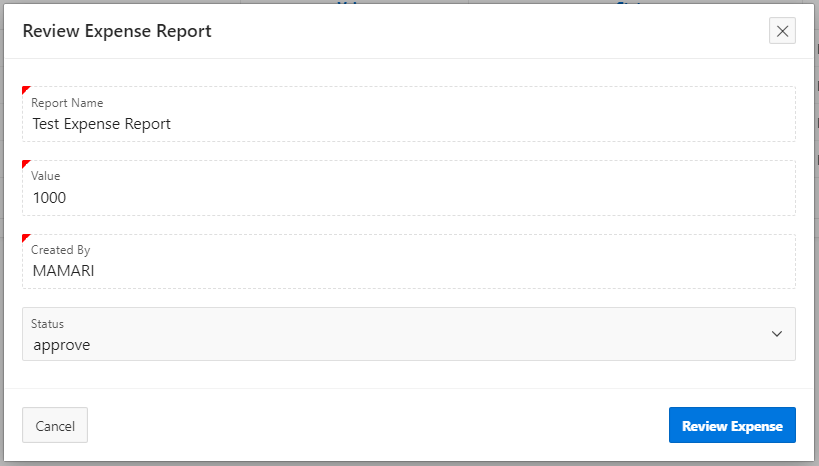 Review Expense Report
Report Name
Test Expense Report
Value
1000
Created By
MAMARI
Status
approve
Cancel
Review Expense